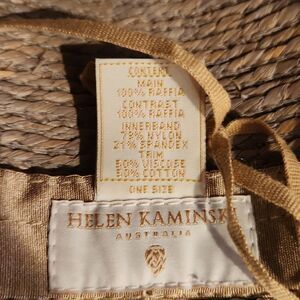 CONTENT
MAIN
100% RAFFIA
CONTRAST
100% RAFFIA
INNERBAND
79% NYLON
21% SPANDEX
TRIM
50% VISCOSE
50% COTTON
ONE SIZE
HELEN KAMINSKI
AUSTRALIA